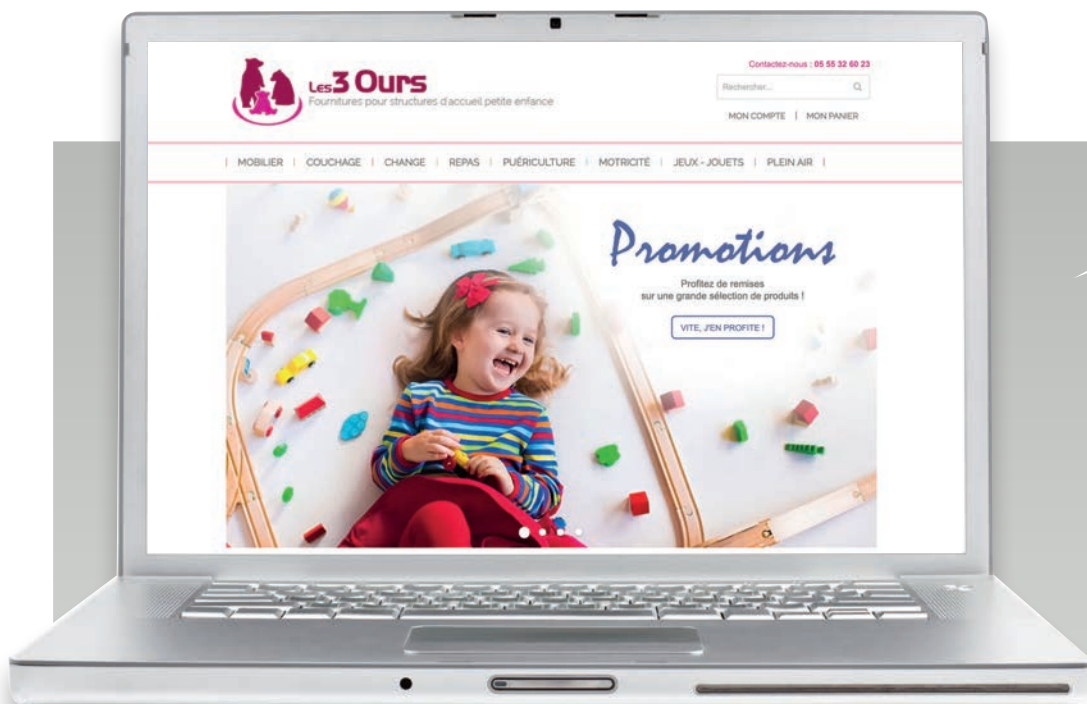 Les 3 Ours
Fournitures pour structures d'accueil petite enfance
Contactez-nous : 05 55 32 60 23
Rechercher...
MON COMPTE | MON PANIER
| MOBILIER | COUCHAGE | CHANGE | REPAS | PUÉRICULTURE | MOTRICITÉ | JEUX - JOUETS | PLEIN AIR |
Promotions
Profitez de remises
sur une grande sélection de produits !
VITE, J'EN PROFITE !